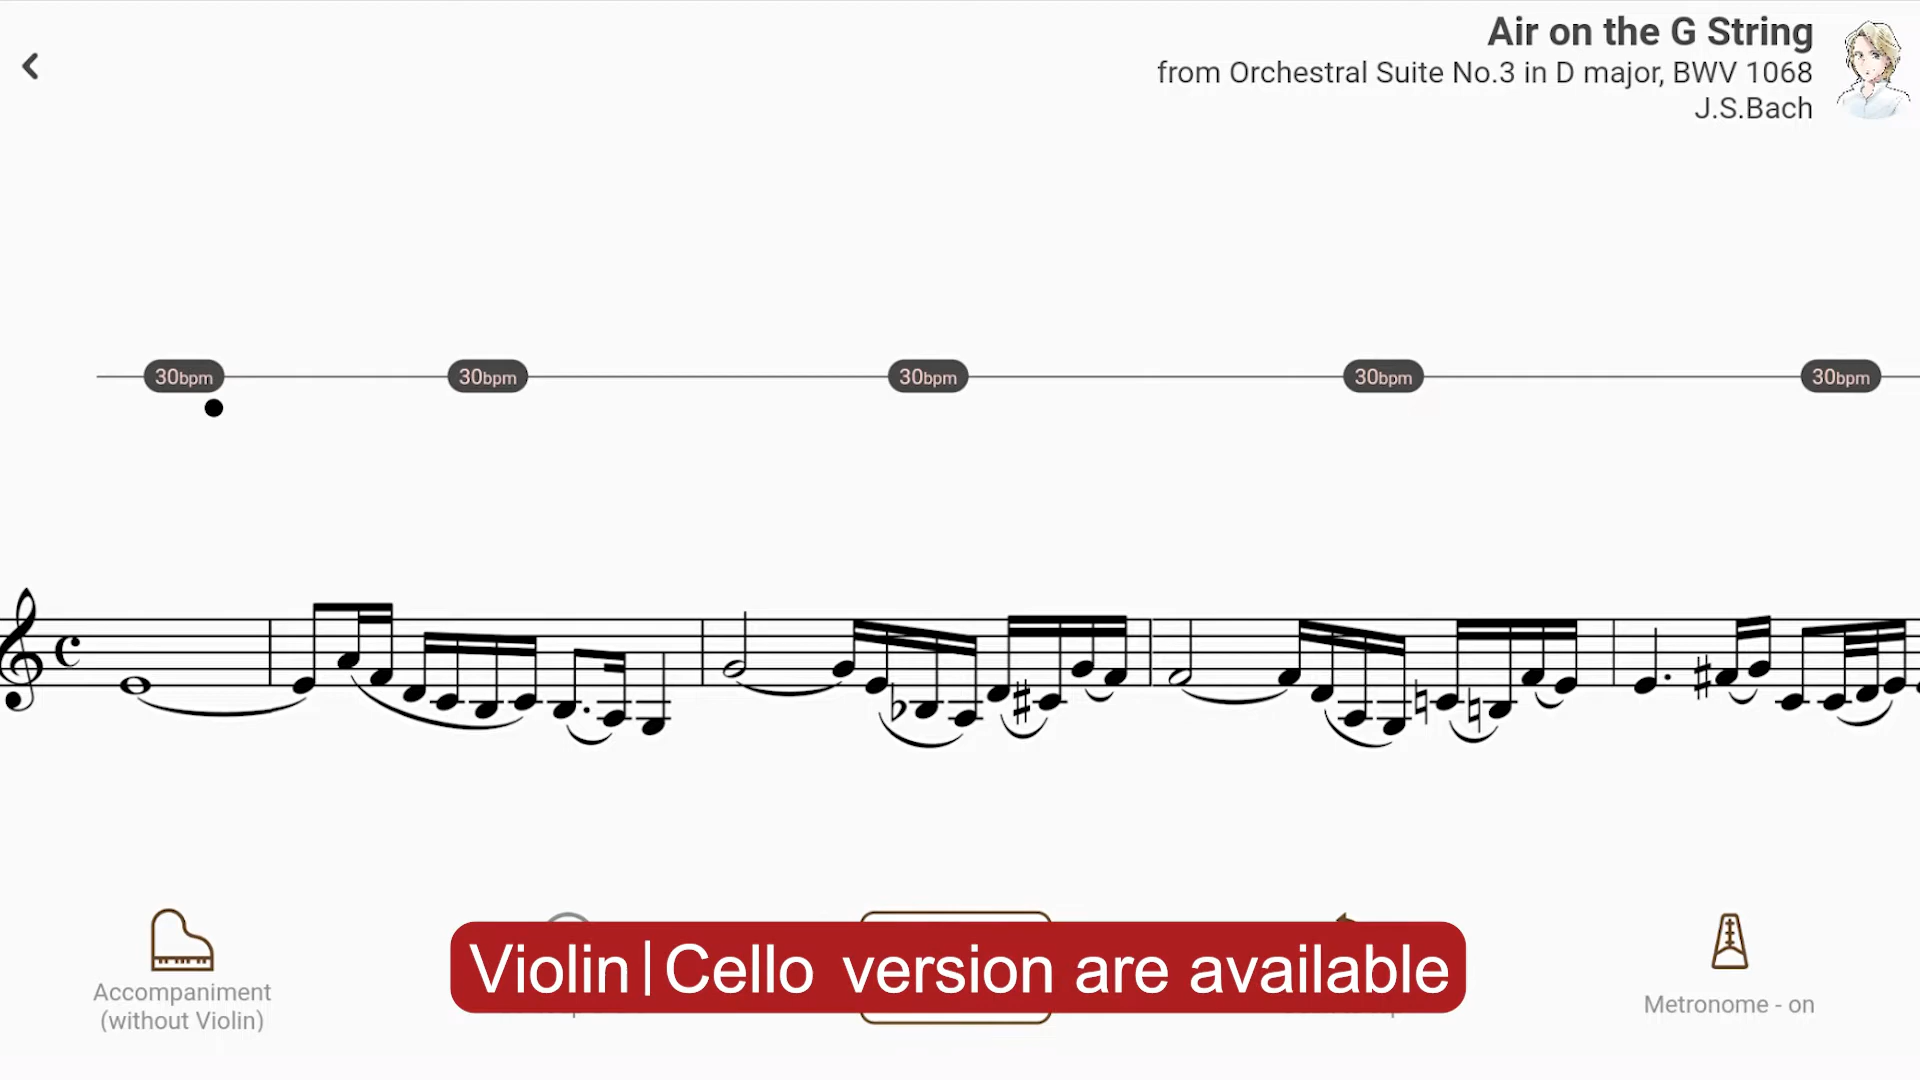 Air on the G String
from Orchestral Suite No.3 in D major, BWV 1068
J.S.Bach
30bpm
30bpm
30bpm
30bpm
30bpm
Violin|Cello version are available
Accompaniment
(without Violin)
Metronome - on